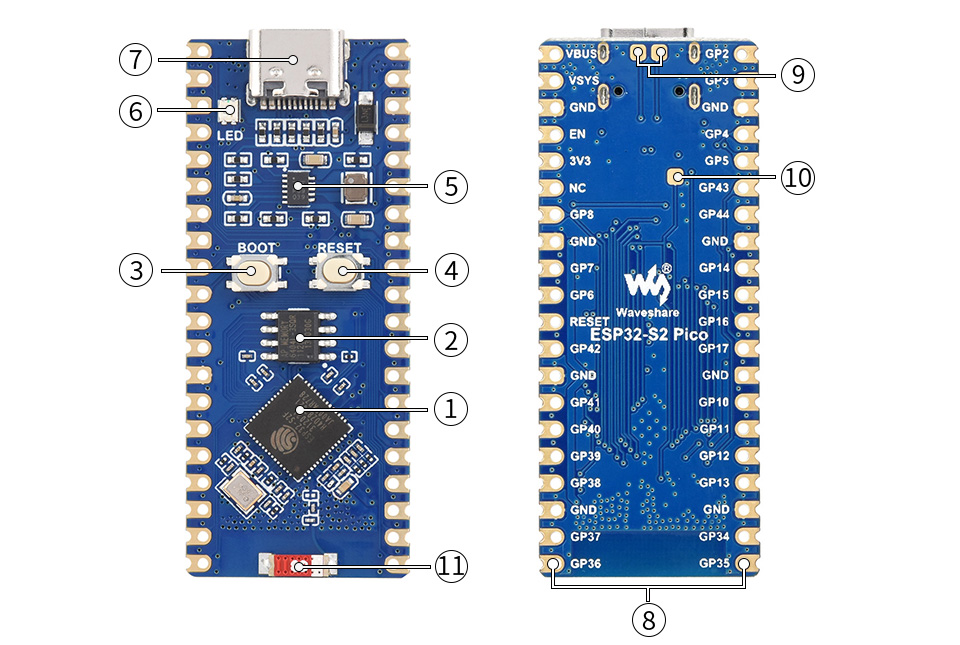 ⑦
⑥
LED
⑤
BOOT
RESET
③
④
②
①
⑪
VBUS
GP2
⑨
VSYS
GP3
GND
GND
EN
GP4
3V3
GP5
⑩
NC
GP43
GP8
GP44
GND
GND
GP7
GP14
GP6
GP15
®
Waveshare
RESET
GP16
ESP32-S2 Pico
GP42
GP17
GND
GND
GP41
GP10
GP40
GP11
GP39
GP12
GP38
GP13
GND
GND
GP37
GP34
GP36
GP35
⑧